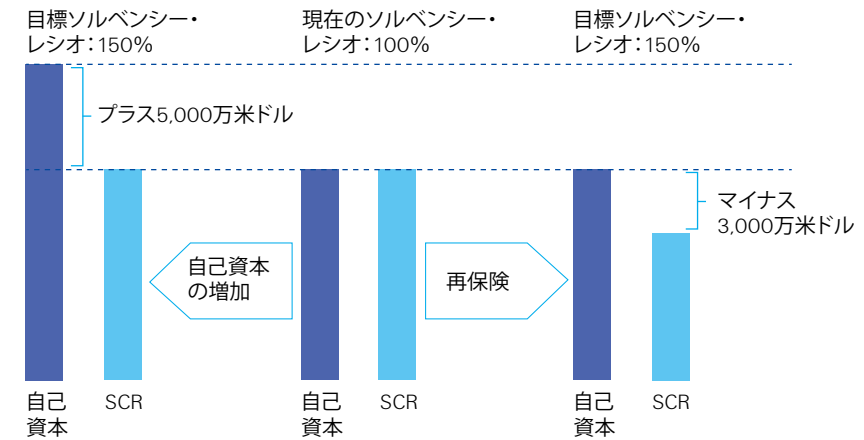 目標ソルベンシー・
レシオ：150%
現在のソルベンシー・
レシオ：100%
目標ソルベンシー・
レシオ：150%
プラス5,000万米ドル
マイナス
3,000万米ドル
自己資本
の増加
再保険
自己
資本
SCR
自己
資本
SCR
自己
資本
SCR